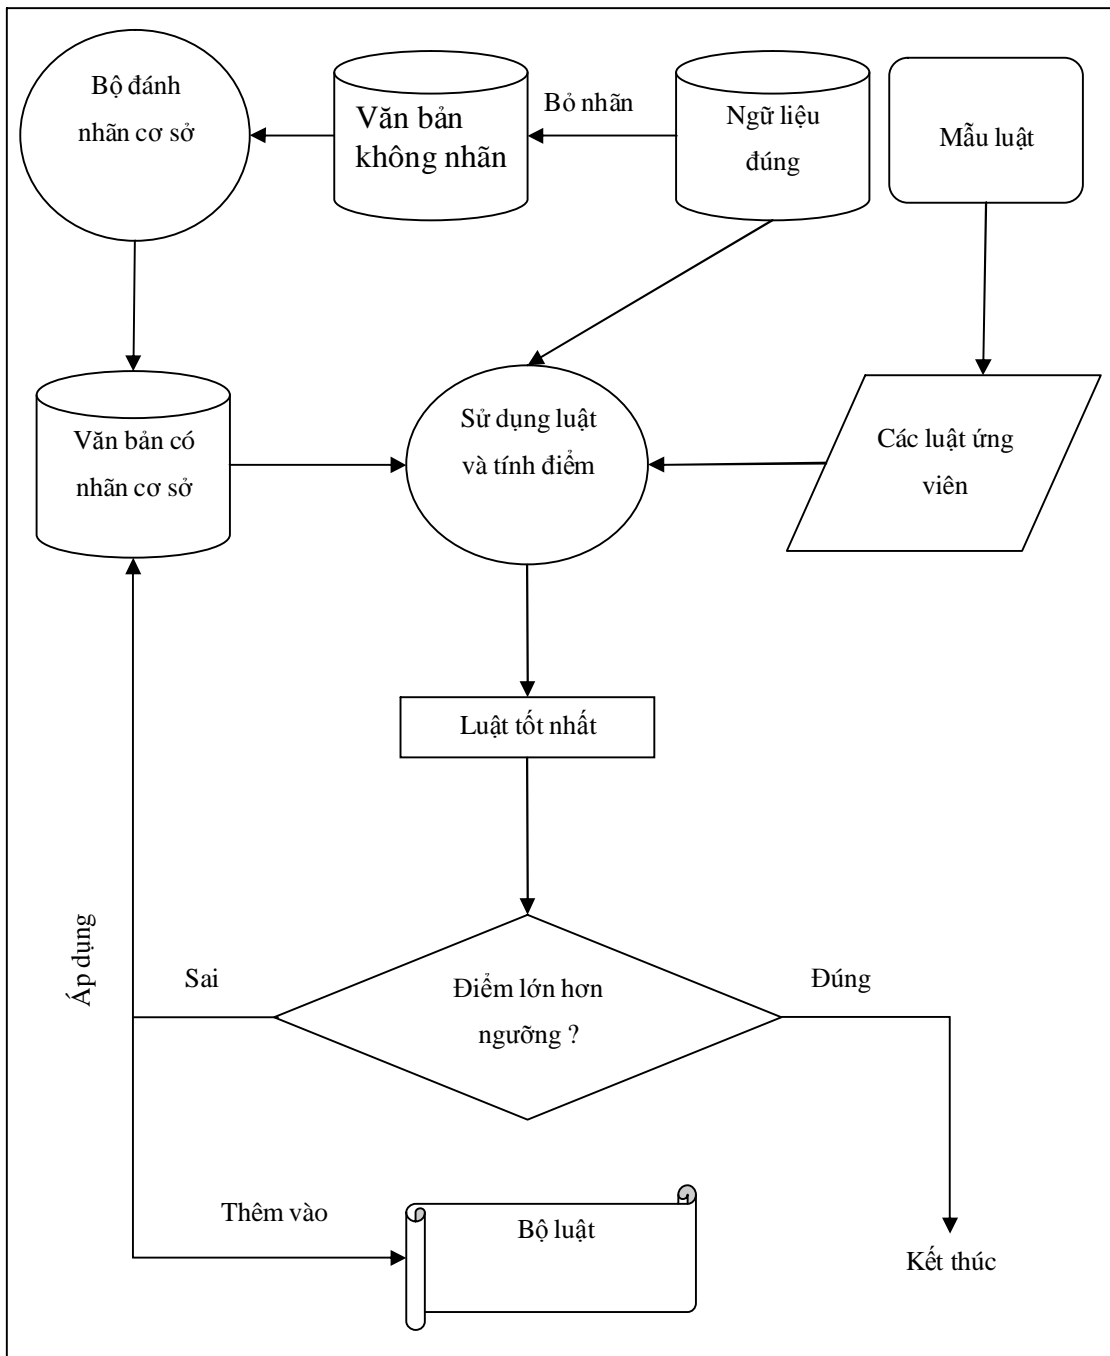 Bộ đánh
nhãn cơ sở
Văn bản
không nhãn
Bỏ nhãn
Ngữ liệu
đúng
Mẫu luật
Văn bản có
nhãn cơ sở
Sử dụng luật
và tính điểm
Các luật ứng
viên
Luật tốt nhất
Áp dụng
Sai
Điểm lớn hơn
ngưỡng ?
Đúng
Thêm vào
Bộ luật
Kết thúc